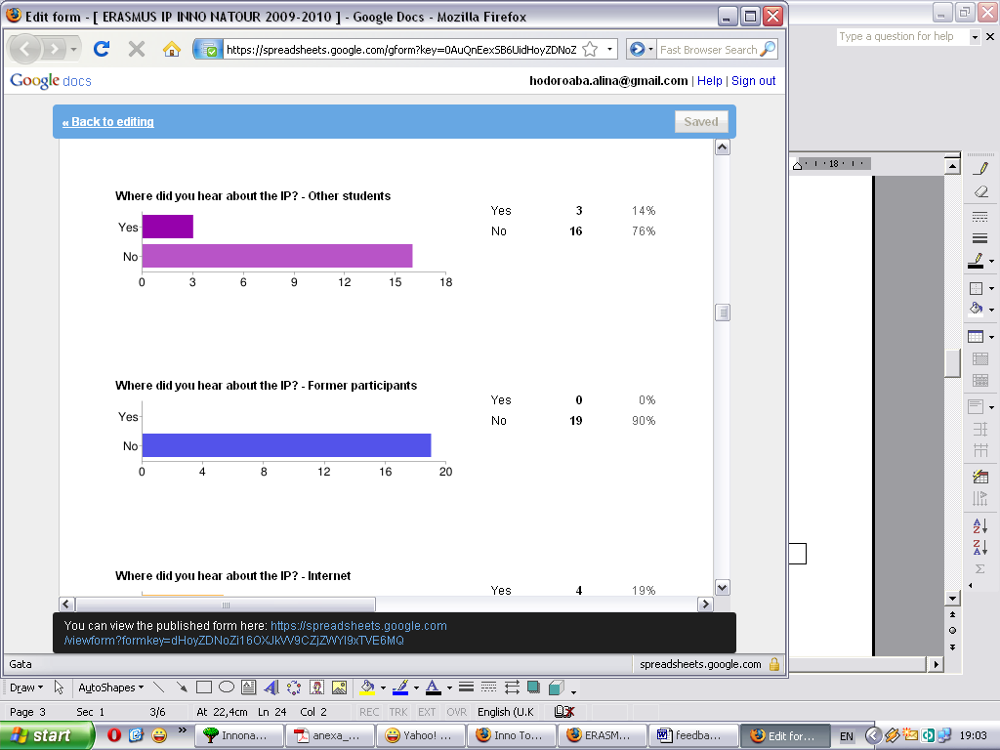 Edit form - [ ERASMUS IP INNO NATOUR 2009-2010 ] - Google Docs - Mozilla Firefox
Type a question for help
https://spreadsheets.google.com/gform?key=0AuQnEexSB6UidHoyZDNoZ
Fast Browser Search
Google docs
hodoroaba.alina@gmail.com | Help | Sign out
« Back to editing
Saved
18
Where did you hear about the IP? - Other students
Yes 3 14%
No 16 76%
Yes
No
0 3 6 9 12 15 18
Where did you hear about the IP? - Former participants
Yes 0 0%
No 19 90%
Yes
No
0 4 8 12 16 20
Where did you hear about the IP? - Internet
Yes 4 19%
You can view the published form here: https://spreadsheets.google.com
/viewform?formkey=dHoyZDNoZi16OXJkVV9CZjZWYl9xTVE6MQ
Gata
spreadsheets.google.com
Draw AutoShapes
Page 3 Sec 1 3/6 At 22,4cm Ln 24 Col 2 REC TRK EXT OVR English (U.K
start Innona... anexa_... Yahoo! ... Inno To... ERASM... feedba... Edit for... EN 19:03